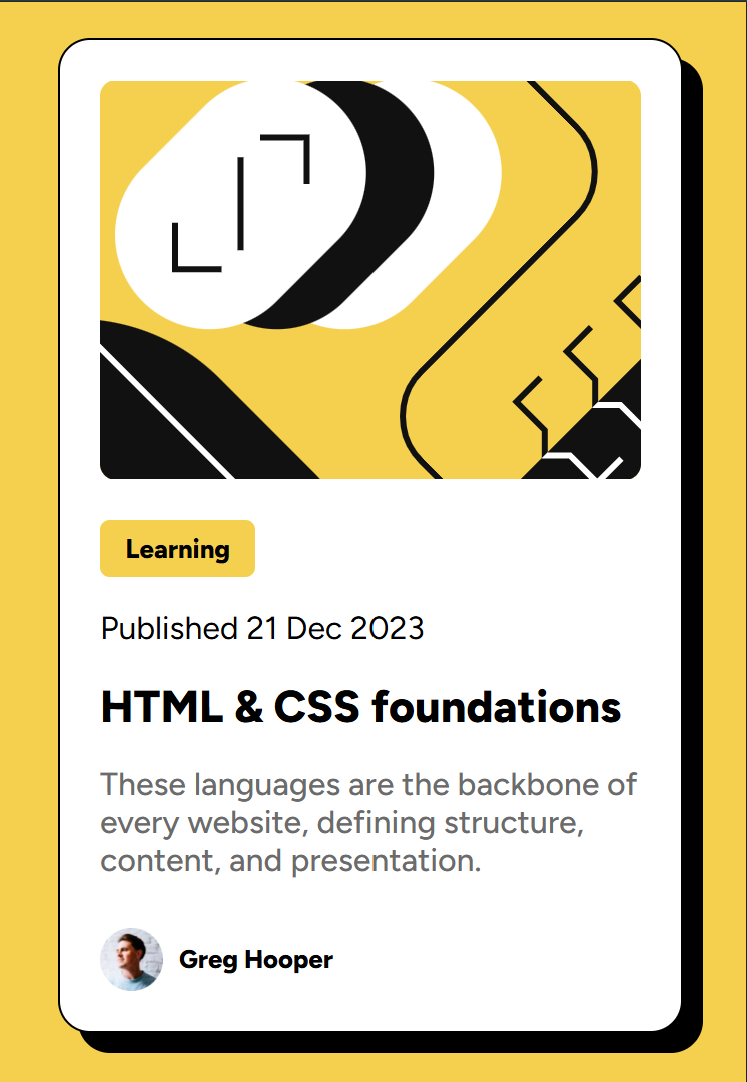 Learning
Published 21 Dec 2023
HTML & CSS foundations
These languages are the backbone of
every website, defining structure,
content, and presentation.
Greg Hooper